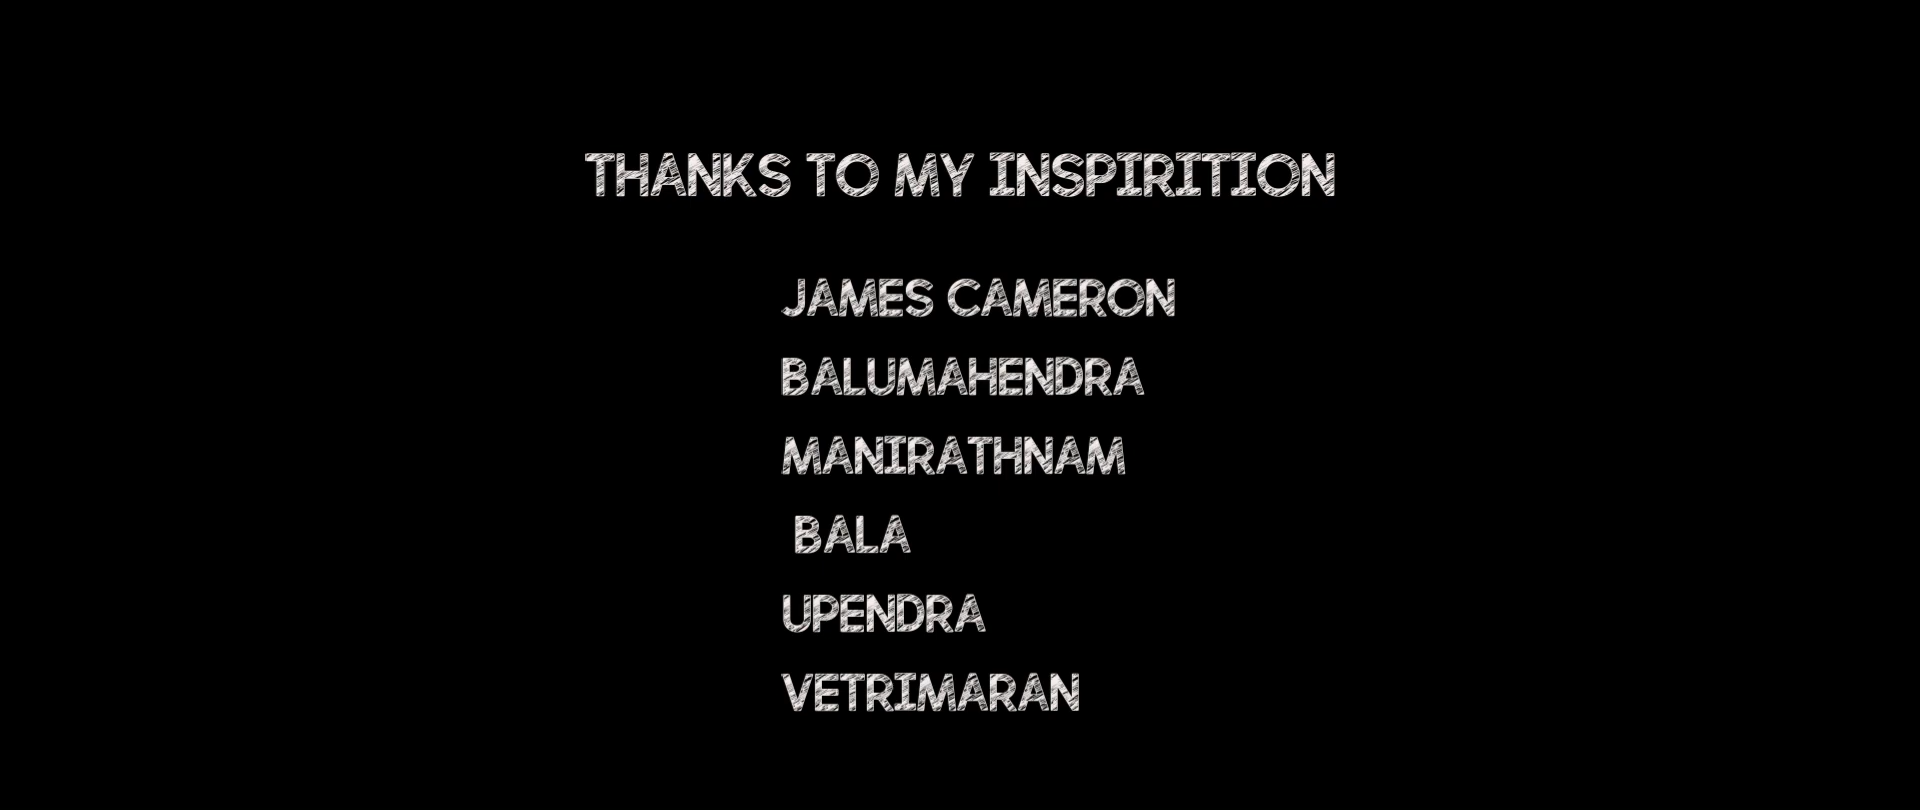 THANKS TO MY INSPIRITION
JAMES CAMERON
BALUMAHENDRA
MANIRATHNAM
BALA
UPENDRA
VETRIMARAN